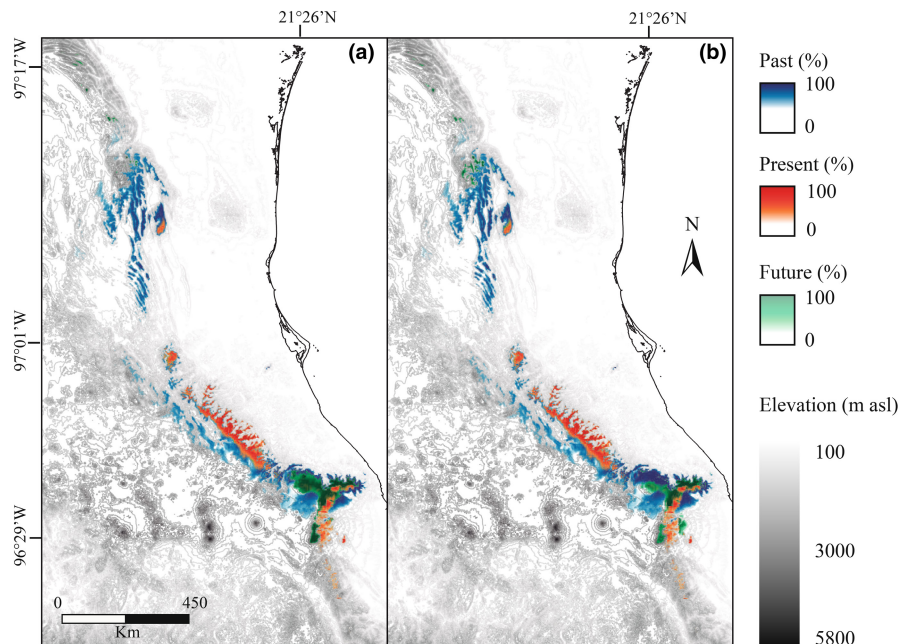 21°26’N
21°26’N
(a)
(b)
97°17’W
97°01’W
96°29’W
N
0
450
Km
Past (%)
100
0
Present (%)
100
0
Future (%)
100
0
Elevation (m asl)
100
3000
5800